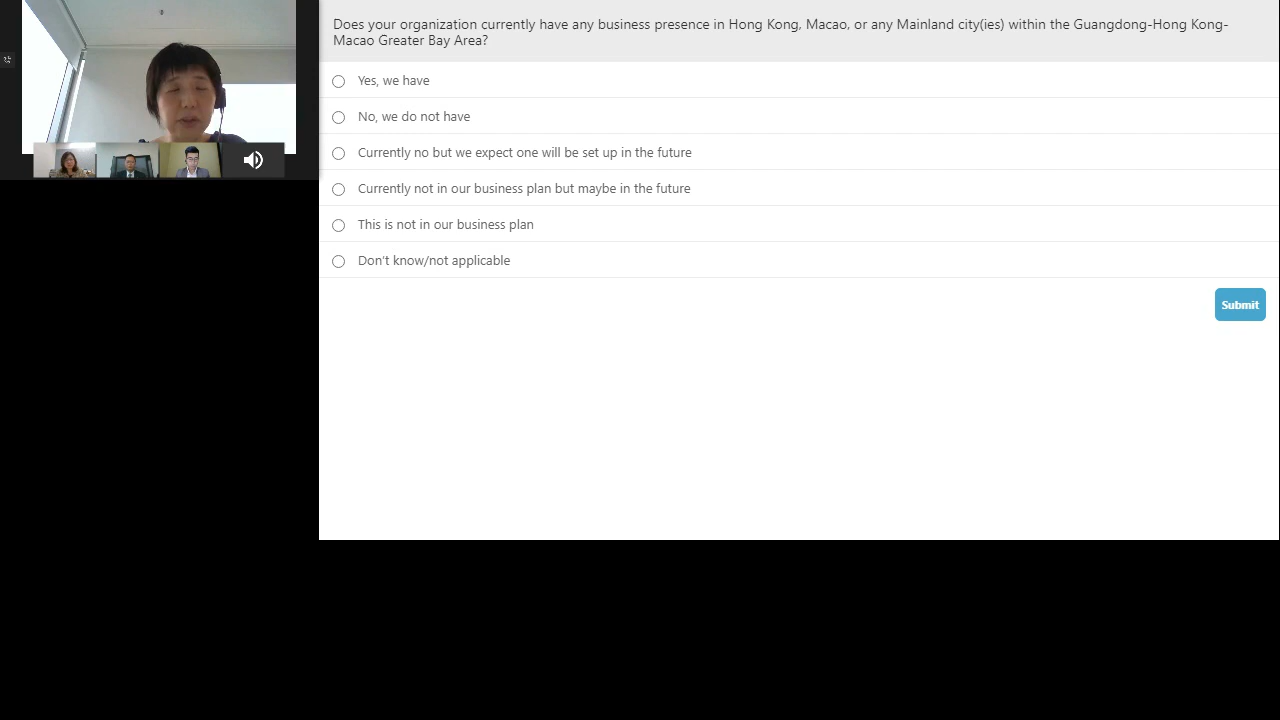 Does your organization currently have any business presence in Hong Kong, Macao, or any Mainland city(ies) within the Guangdong-Hong Kong-
Macao Greater Bay Area?
Yes, we have
No, we do not have
Currently no but we expect one will be set up in the future
Currently not in our business plan but maybe in the future
This is not in our business plan
Don’t know/not applicable
Submit